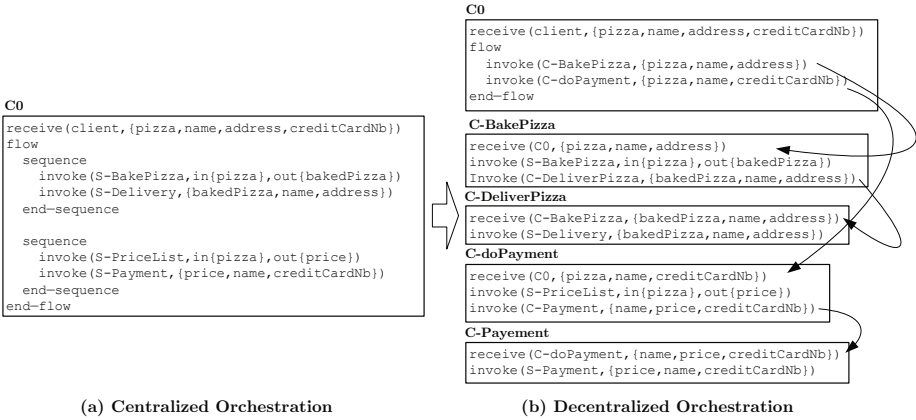 C0
receive(client,{pizza,name,address,creditCardNb})
flow
sequence
invoke(S-BakePizza,in{pizza},out{bakedPizza})
invoke(S-Delivery,{bakedPizza,name,address})
end—sequence
sequence
invoke(S-PriceList,in{pizza},out{price})
invoke(S-Payment,{price,name,creditCardNb})
end—sequence
end—flow
(a) Centralized Orchestration
C0
receive(client,{pizza,name,address,creditCardNb})
flow
invoke(C-BakePizza,{pizza,name,address})
invoke(C-doPayment,{pizza,name,creditCardNb})
end—flow
C-BakePizza
receive(C0,{pizza,name,address})
invoke(S-BakePizza,in{pizza},out{bakedPizza})
Invoke(C-DeliverPizza,{bakedPizza,name,address})
C-DeliverPizza
receive(C-BakePizza,{bakedPizza,name,address})
invoke(S-Delivery,{bakedPizza,name,address})
C-doPayment
receive(C0,{pizza,name,creditCardNb})
invoke(S-PriceList,in{pizza},out{price})
invoke(C-Payment,{name,price,creditCardNb})
C-Payement
receive(C-doPayment,{name,price,creditCardNb})
invoke(S-Payment,{price,name,creditCardNb})
(b) Decentralized Orchestration